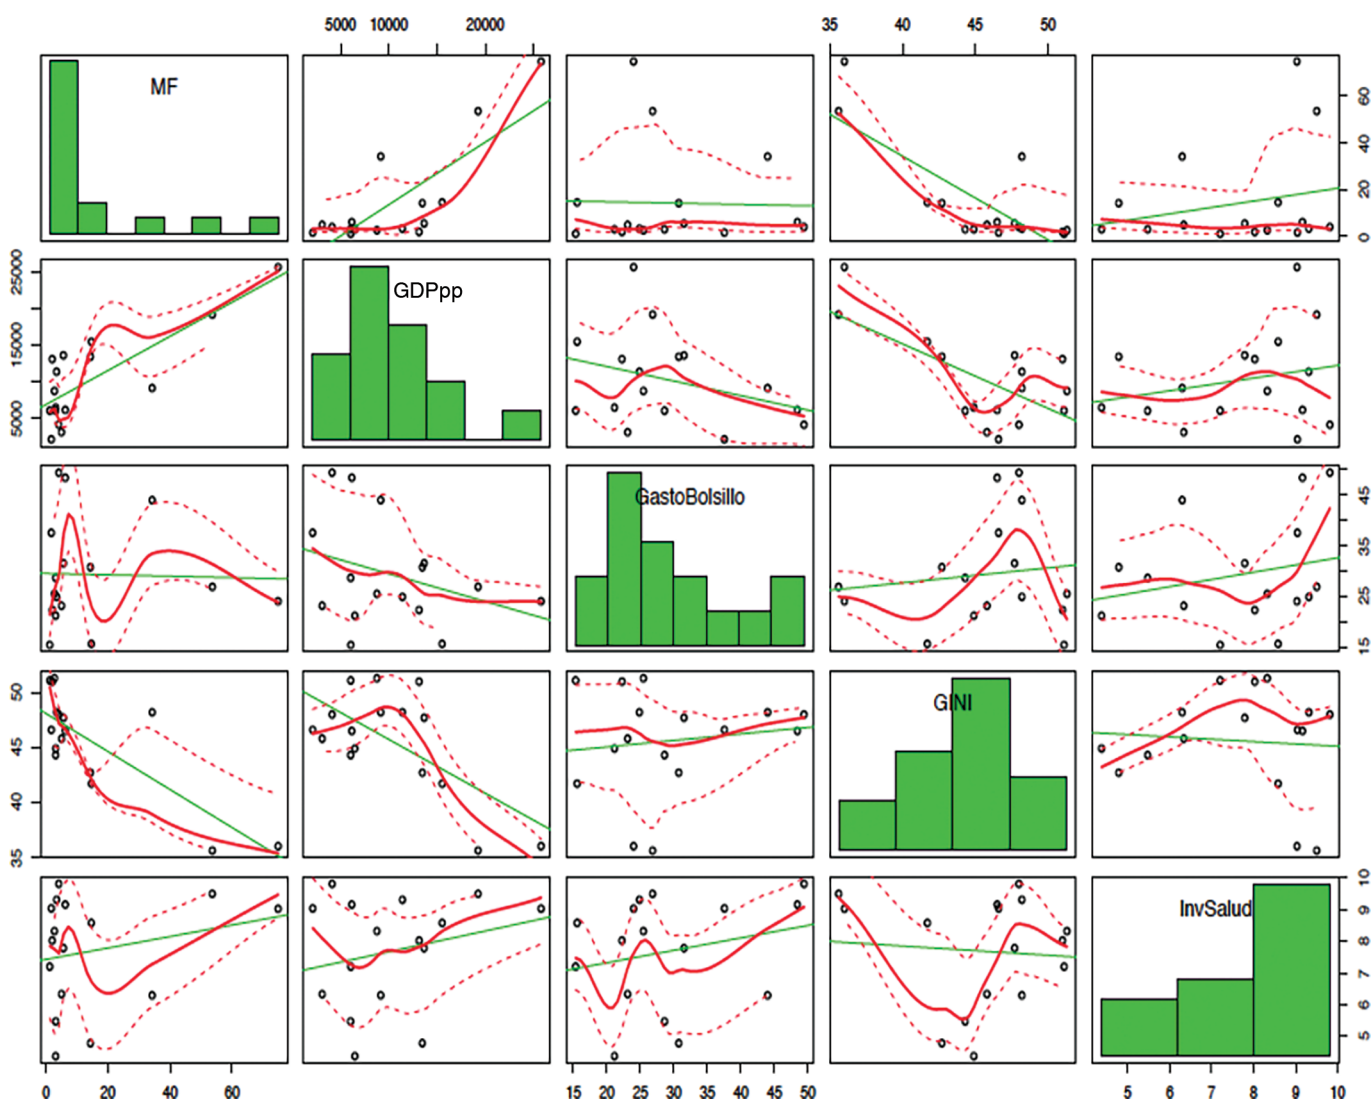 5000 10000 20000
35 40 45 50
MF
0 20 40 60
5000 15000 25000
GDPpp
GastoBolsillo
15 25 35 45
35 40 45 50
GINI
InvSalud
5 6 7 8 9 10
0 20 40 60
15 20 25 30 35 40 45 50
5 6 7 8 9 10